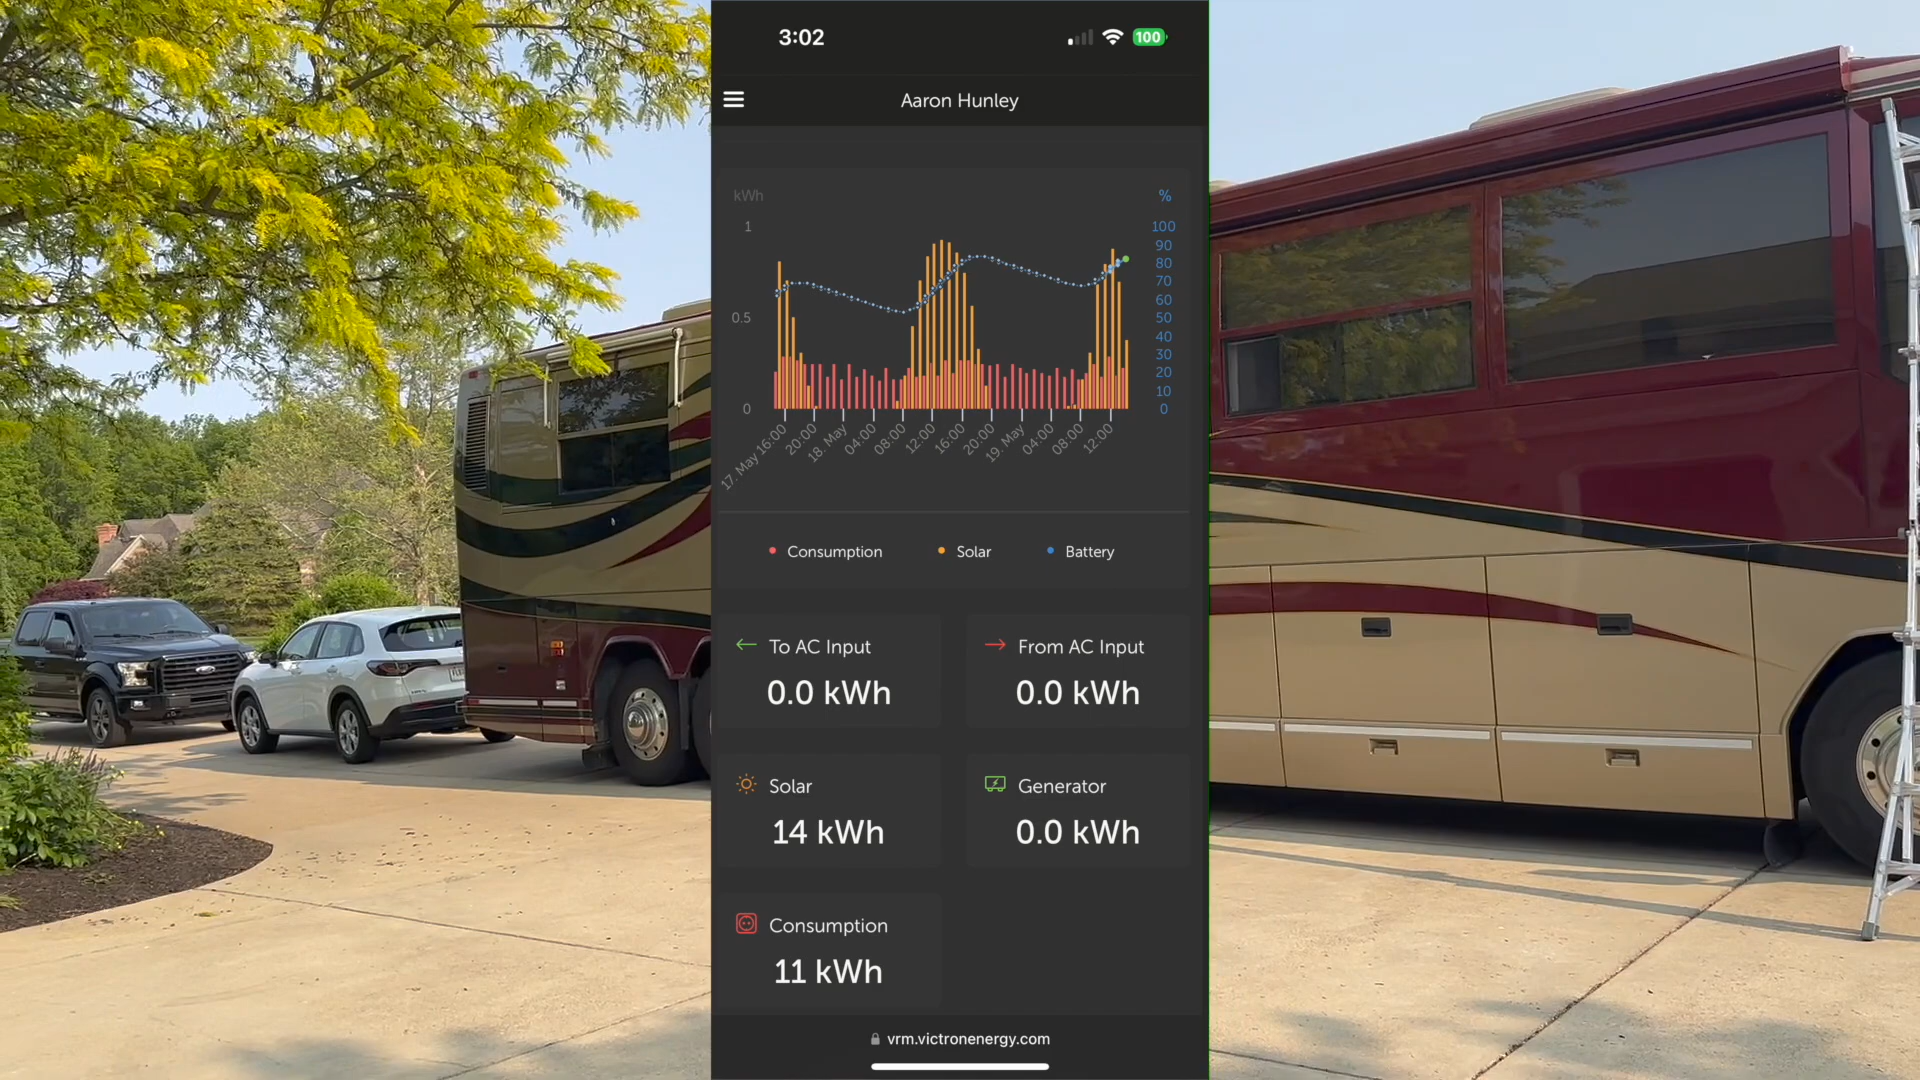 3:02
100
Aaron Hunley
kWh
%
1
0.5
0
100
90
80
70
60
50
40
30
20
10
0
17. May 16:00
20:00
18. May
04:00
08:00
12:00
16:00
20:00
19. May
04:00
08:00
12:00
Consumption
Solar
Battery
To AC Input
From AC Input
0.0 kWh
0.0 kWh
Solar
Generator
14 kWh
0.0 kWh
Consumption
11 kWh
vrm.victronenergy.com